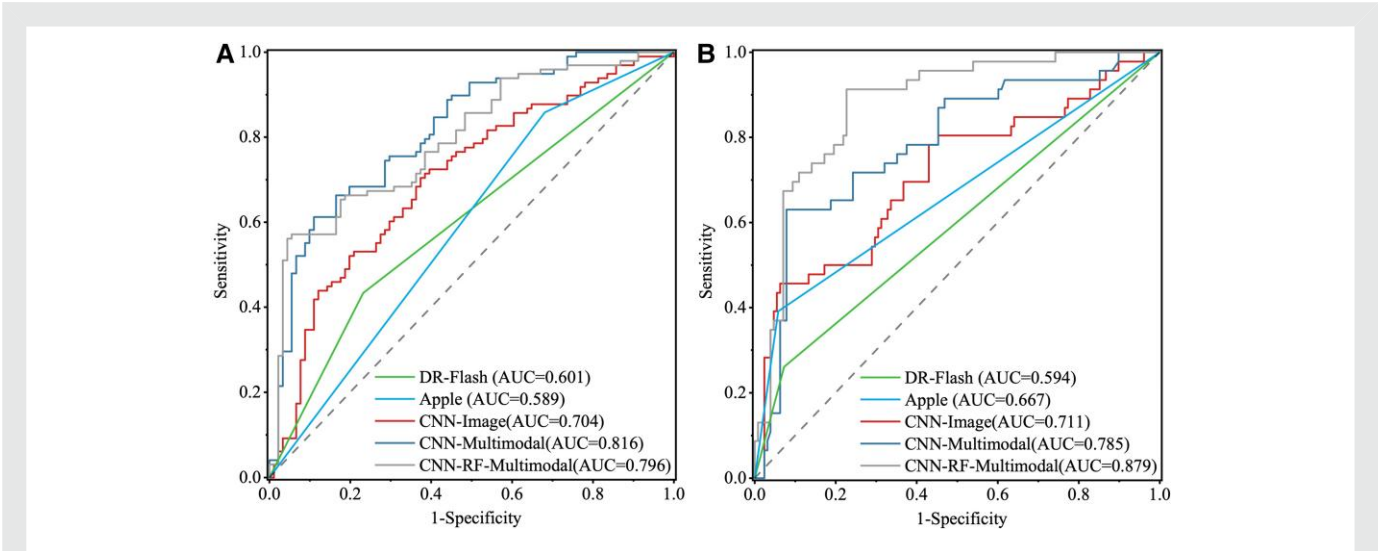 A
1.0
0.8
0.6
0.4
0.2
0.0
Sensitivity
DR-Flash (AUC=0.601)
Apple (AUC=0.589)
CNN-Image(AUC=0.704)
CNN-Multimodal(AUC=0.816)
CNN-RF-Multimodal(AUC=0.796)
0.0 0.2 0.4 0.6 0.8 1.0
1-Specificity
B
1.0
0.8
0.6
0.4
0.2
0.0
Sensitivity
DR-Flash (AUC=0.594)
Apple (AUC=0.667)
CNN-Image(AUC=0.711)
CNN-Multimodal(AUC=0.785)
CNN-RF-Multimodal(AUC=0.879)
0.0 0.2 0.4 0.6 0.8 1.0
1-Specificity